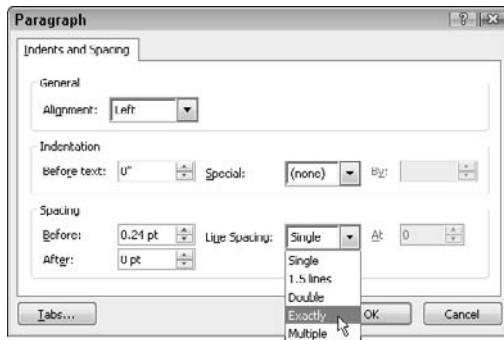 Paragraph
Indents and Spacing
General
Alignment: Left
Indentation
Before text: 0" Special: (none) By:
Spacing
Before: 0.24 pt Line Spacing: Single At 0
After: 0 pt
Single
1.5 lines
Double
Exactly
Multiple
Tabs... OK Cancel